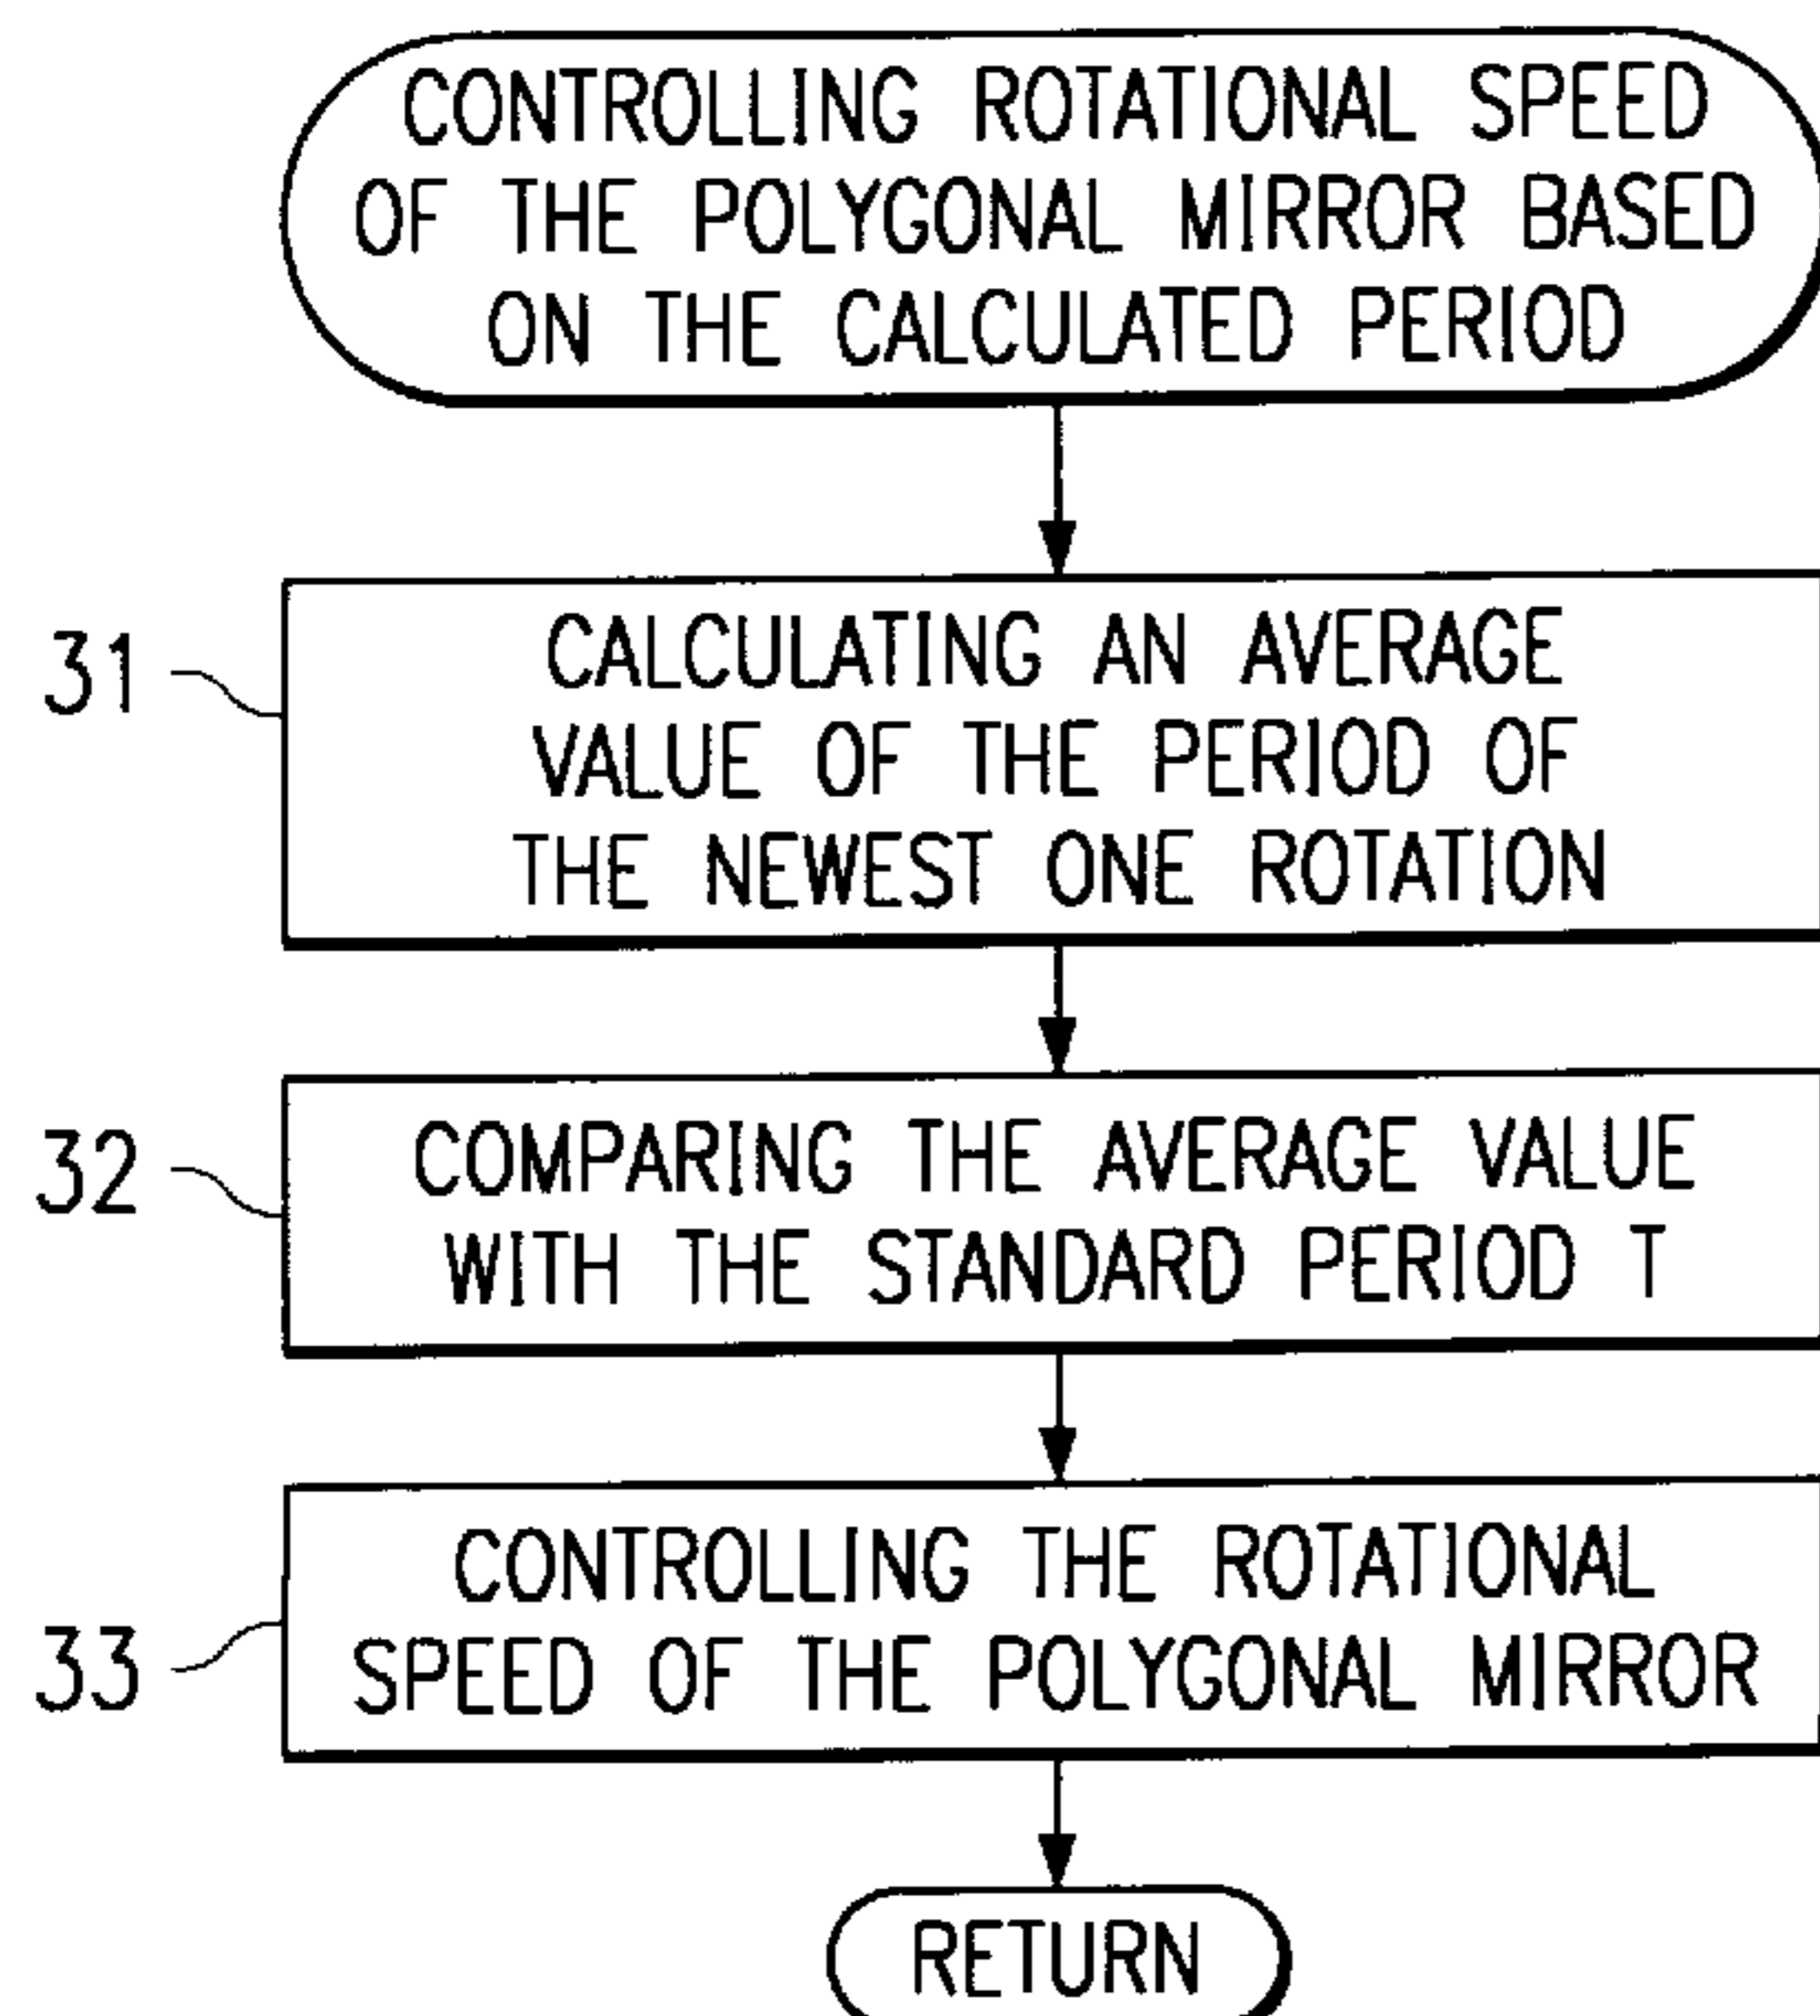 CONTROLLING ROTATIONAL SPEED
OF THE POLYGONAL MIRROR BASED
ON THE CALCULATED PERIOD
31
CALCULATING AN AVERAGE
VALUE OF THE PERIOD OF
THE NEWEST ONE ROTATION
32
COMPARING THE AVERAGE VALUE
WITH THE STANDARD PERIOD T
33
CONTROLLING THE ROTATIONAL
SPEED OF THE POLYGONAL MIRROR
RETURN